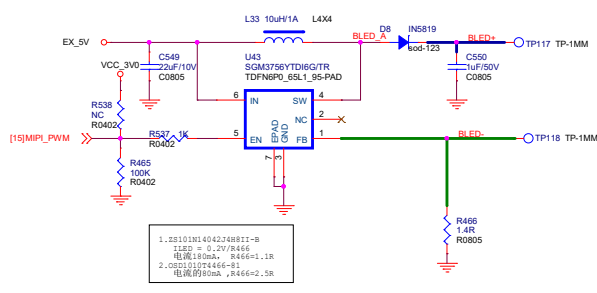 L33 10uH/1A L4X4
EX_5V
BLED_A
D8 IN5819
sod-123
BLED+
TP117 TP-1MM
C549
22uF/10V
C0805
VCC_3V0
U43
SGM3756YTDI6G/TR
TDFN6P0_65L1_95-PAD
C550
1uF/50V
C0805
R538
NC
R0402
6 IN
SW 4
NC 2
[15]MIPI_PWM
R537 1K
R0402
5 EN
FB 1
EPAD
GND
7
3
BLED-
TP118 TP-1MM
R465
100K
R0402
R466
1.4R
R0805
1.ZS101N14042J4H8II-B
ILED = 0.2V/R466
电流180mA， R466=1.1R
2.OSD1010T4466-81
电流的80mA ,R466=2.5R